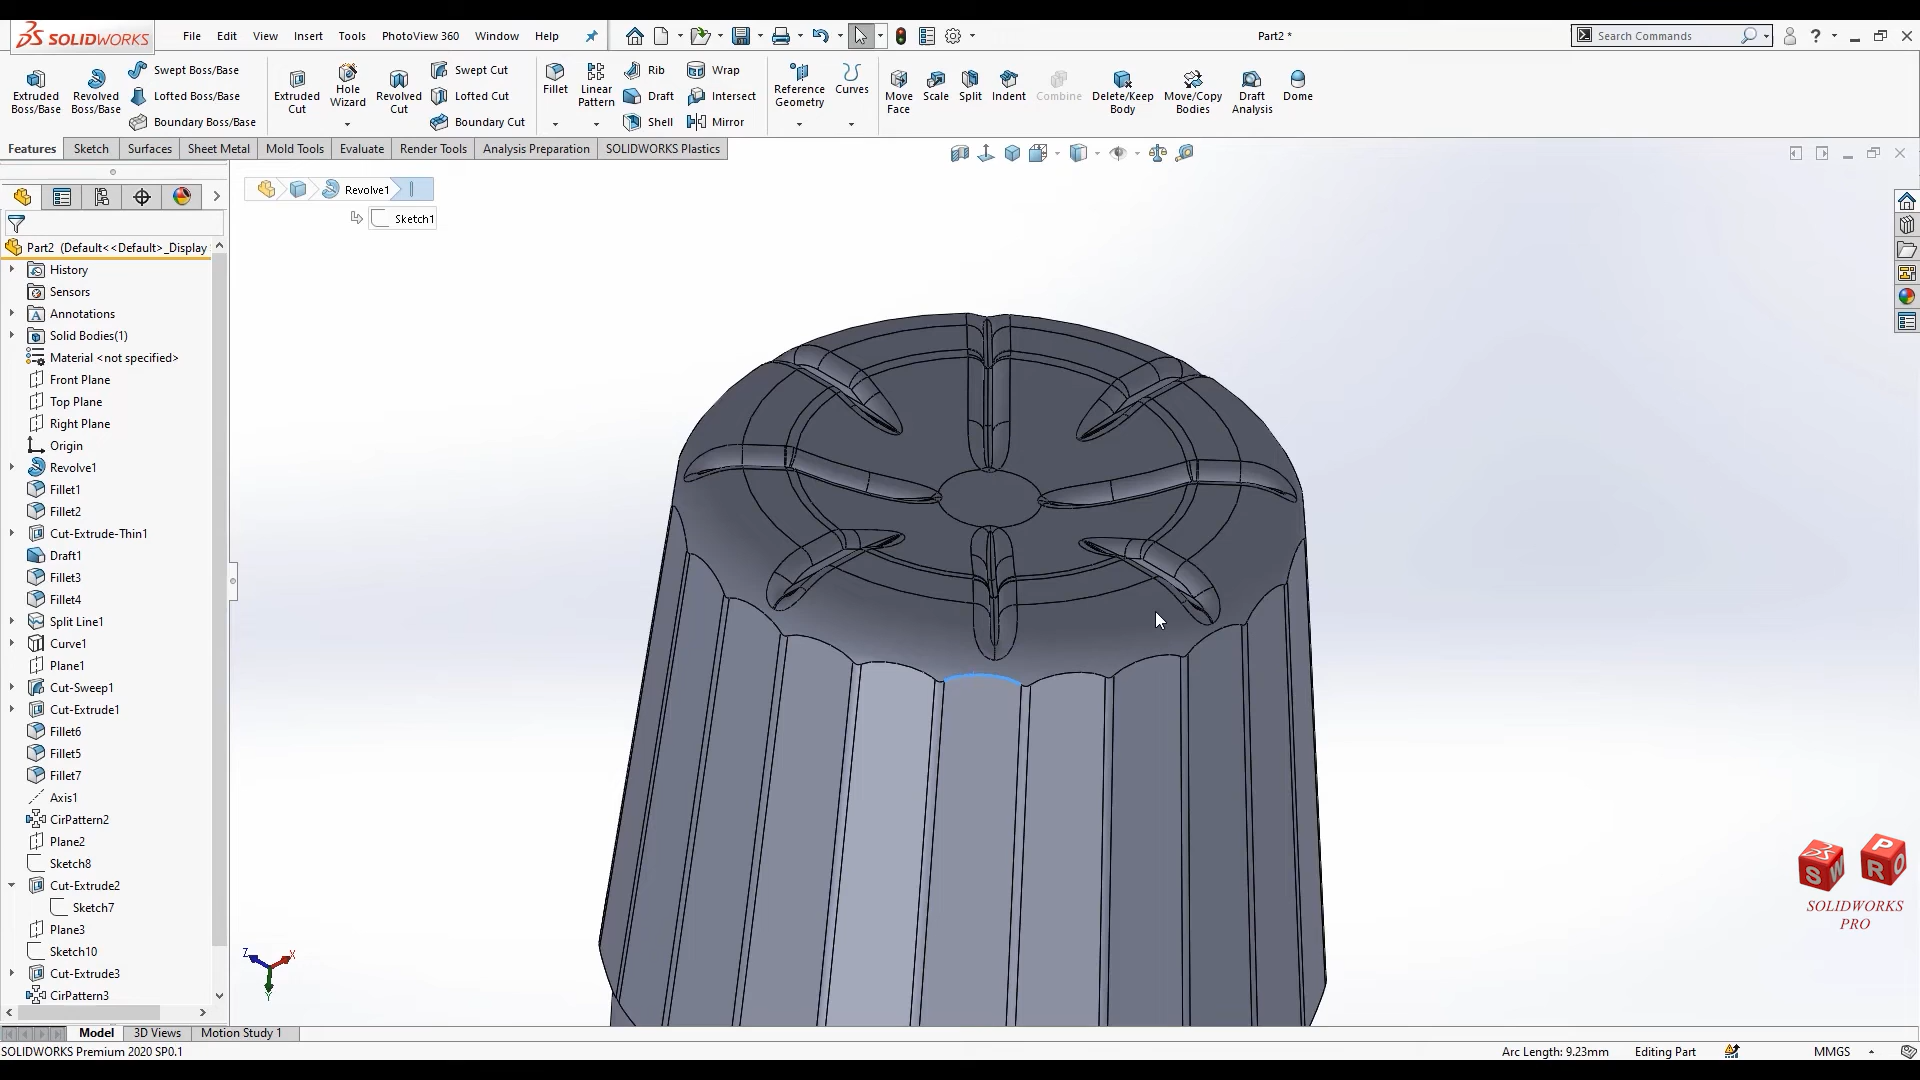 SOLIDWORKS
File Edit View Insert Tools PhotoView 360 Window Help
Part2 *
Search Commands
Extruded Boss/Base
Revolved Boss/Base
Swept Boss/Base
Lofted Boss/Base
Boundary Boss/Base
Extruded Cut
Hole Wizard
Revolved Cut
Swept Cut
Lofted Cut
Boundary Cut
Fillet
Linear Pattern
Rib
Draft
Shell
Wrap
Intersect
Mirror
Reference Geometry
Curves
Move Face
Scale
Split
Indent
Combine
Delete/Keep Body
Move/Copy Bodies
Draft Analysis
Dome
Features Sketch Surfaces Sheet Metal Mold Tools Evaluate Render Tools Analysis Preparation SOLIDWORKS Plastics
Revolve1
Sketch1
Part2 (Default<<Default>_Display
History
Sensors
Annotations
Solid Bodies(1)
Material <not specified>
Front Plane
Top Plane
Right Plane
Origin
Revolve1
Fillet1
Fillet2
Cut-Extrude-Thin1
Draft1
Fillet3
Fillet4
Split Line1
Curve1
Plane1
Cut-Sweep1
Cut-Extrude1
Fillet6
Fillet5
Fillet7
Axis1
CirPattern2
Plane2
Sketch8
Cut-Extrude2
Sketch7
Plane3
Sketch10
Cut-Extrude3
CirPattern3
Z X
Y
S W P R O
SOLIDWORKS
PRO
Model 3D Views Motion Study 1
SOLIDWORKS Premium 2020 SP0.1
Arc Length: 9.23mm Editing Part MMGS